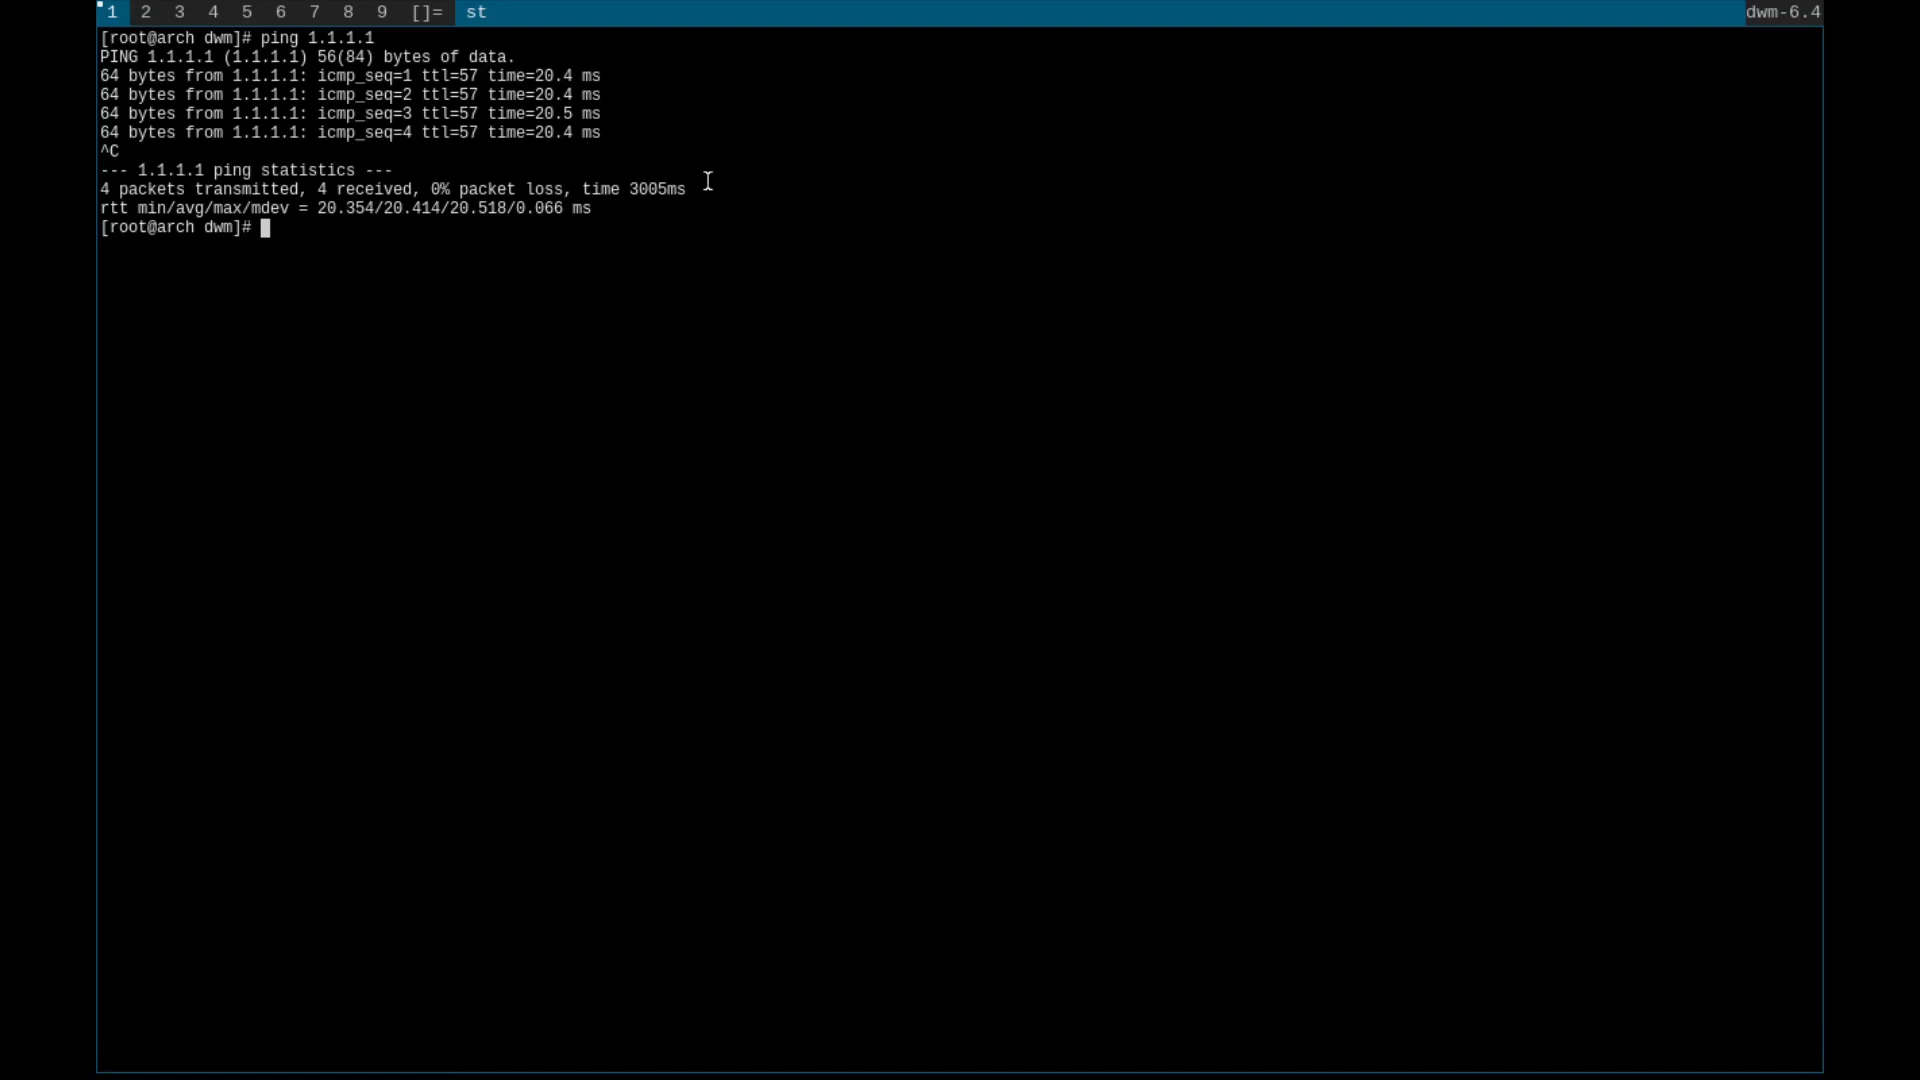 1 2 3 4 5 6 7 8 9 []= st dwm-6.4
[root@arch dwm]# ping 1.1.1.1
PING 1.1.1.1 (1.1.1.1) 56(84) bytes of data.
64 bytes from 1.1.1.1: icmp_seq=1 ttl=57 time=20.4 ms
64 bytes from 1.1.1.1: icmp_seq=2 ttl=57 time=20.4 ms
64 bytes from 1.1.1.1: icmp_seq=3 ttl=57 time=20.5 ms
64 bytes from 1.1.1.1: icmp_seq=4 ttl=57 time=20.4 ms
^C
--- 1.1.1.1 ping statistics ---
4 packets transmitted, 4 received, 0% packet loss, time 3005ms
rtt min/avg/max/mdev = 20.354/20.414/20.518/0.066 ms
[root@arch dwm]#